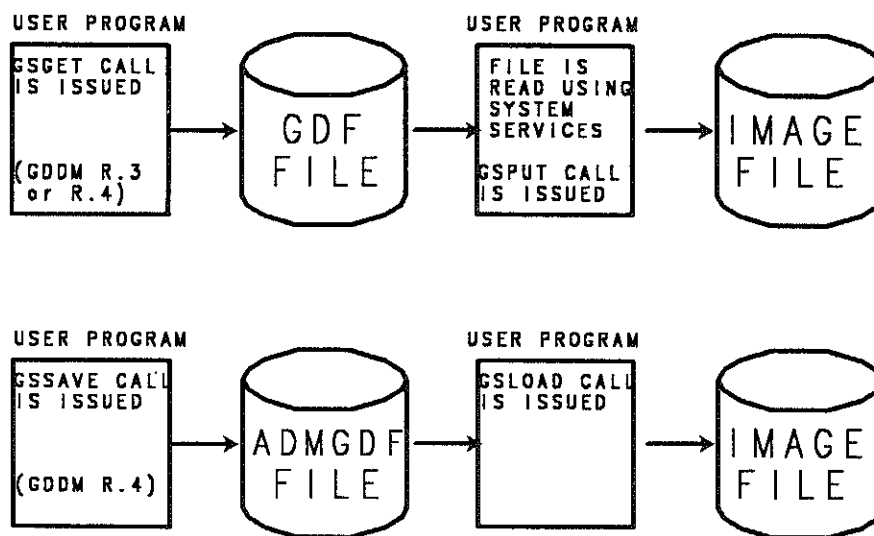 USER PROGRAM
GSGET CALL
IS ISSUED
(GDDM R.3
or R.4)
GDF
FILE
USER PROGRAM
FILE IS
READ USING
SYSTEM
SERVICES
GSPUT CALL
IS ISSUED
IMAGE
FILE
USER PROGRAM
GSSAVE CALL
IS ISSUED
(GDDM R.4)
ADMGDF
FILE
USER PROGRAM
GSLOAD CALL
IS ISSUED
IMAGE
FILE